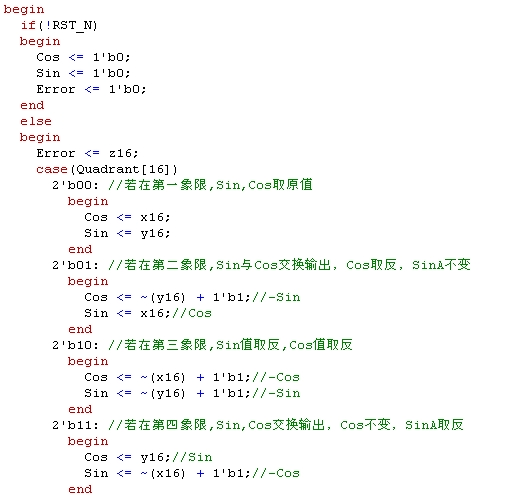 begin
if(!RST_N)
begin
Cos <= 1'b0;
Sin <= 1'b0;
Error <= 1'b0;
end
else
begin
Error <= z16;
case(Quadrant[16])
2'b00: //若在第一象限,Sin,Cos取原值
begin
Cos <= x16;
Sin <= y16;
end
2'b01: //若在第二象限,Sin与Cos交换输出，Cos取反，SinA不变
begin
Cos <= ~(y16) + 1'b1;//-Sin
Sin <= x16;//Cos
end
2'b10: //若在第三象限,Sin值取反,Cos值取反
begin
Cos <= ~(x16) + 1'b1;//-Cos
Sin <= ~(y16) + 1'b1;//-Sin
end
2'b11: //若在第四象限,Sin,Cos交换输出，Cos不变，SinA取反
begin
Cos <= y16;//Sin
Sin <= ~(x16) + 1'b1;//-Cos
end